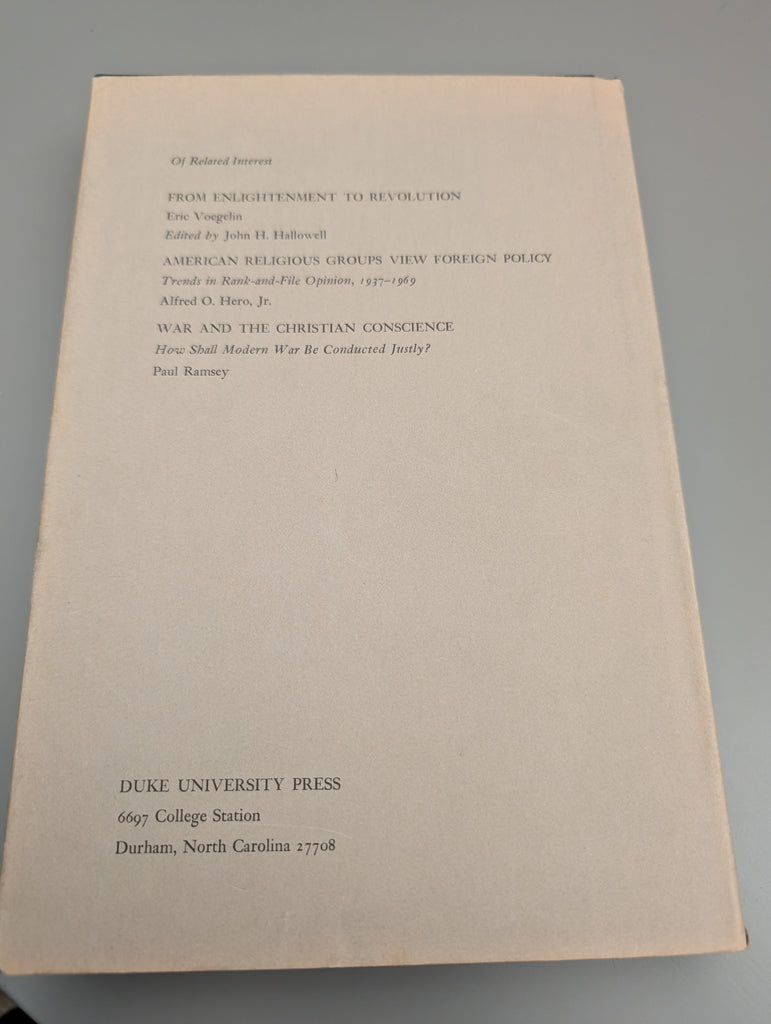 Of Related Interest
FROM ENLIGHTENMENT TO REVOLUTION
Eric Voegelin
Edited by John H. Hallowell
AMERICAN RELIGIOUS GROUPS VIEW FOREIGN POLICY
Trends in Rank-and-File Opinion, 1937–1969
Alfred O. Hero, Jr.
WAR AND THE CHRISTIAN CONSCIENCE
How Shall Modern War Be Conducted Justly?
Paul Ramsey
DUKE UNIVERSITY PRESS
6697 College Station
Durham, North Carolina 27708